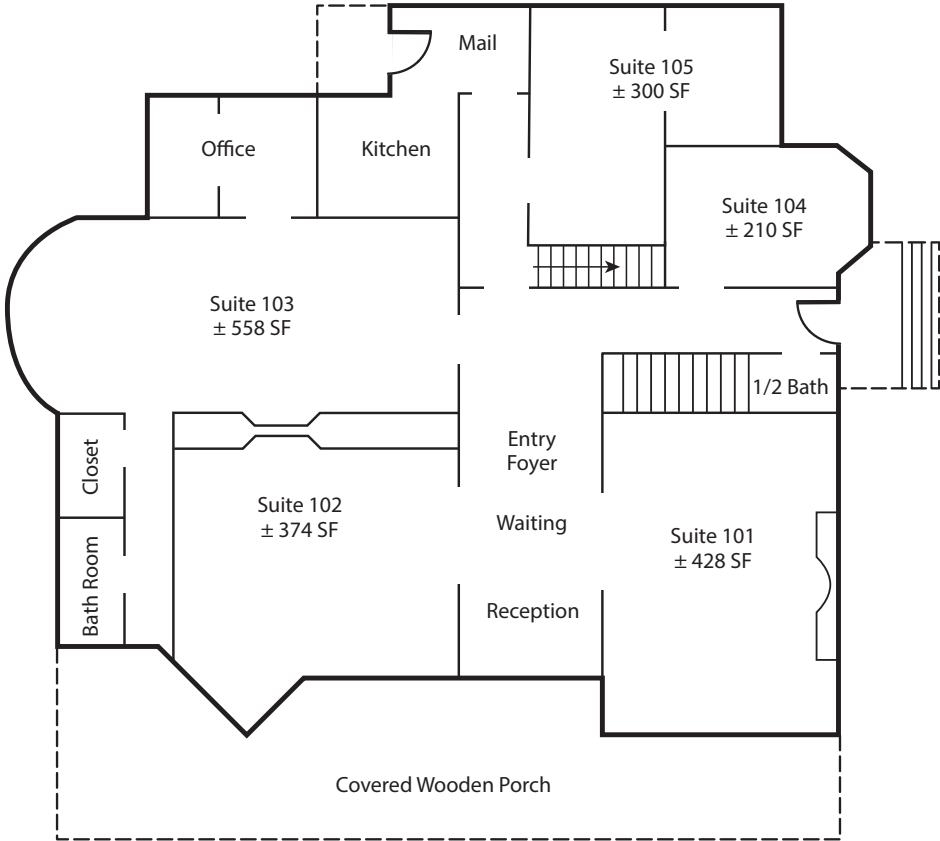 Mail
Suite 105
± 300 SF
Office
Kitchen
Suite 104
± 210 SF
Suite 103
± 558 SF
1/2 Bath
Entry
Foyer
Closet
Suite 102
± 374 SF
Waiting
Suite 101
± 428 SF
Bath Room
Reception
Covered Wooden Porch